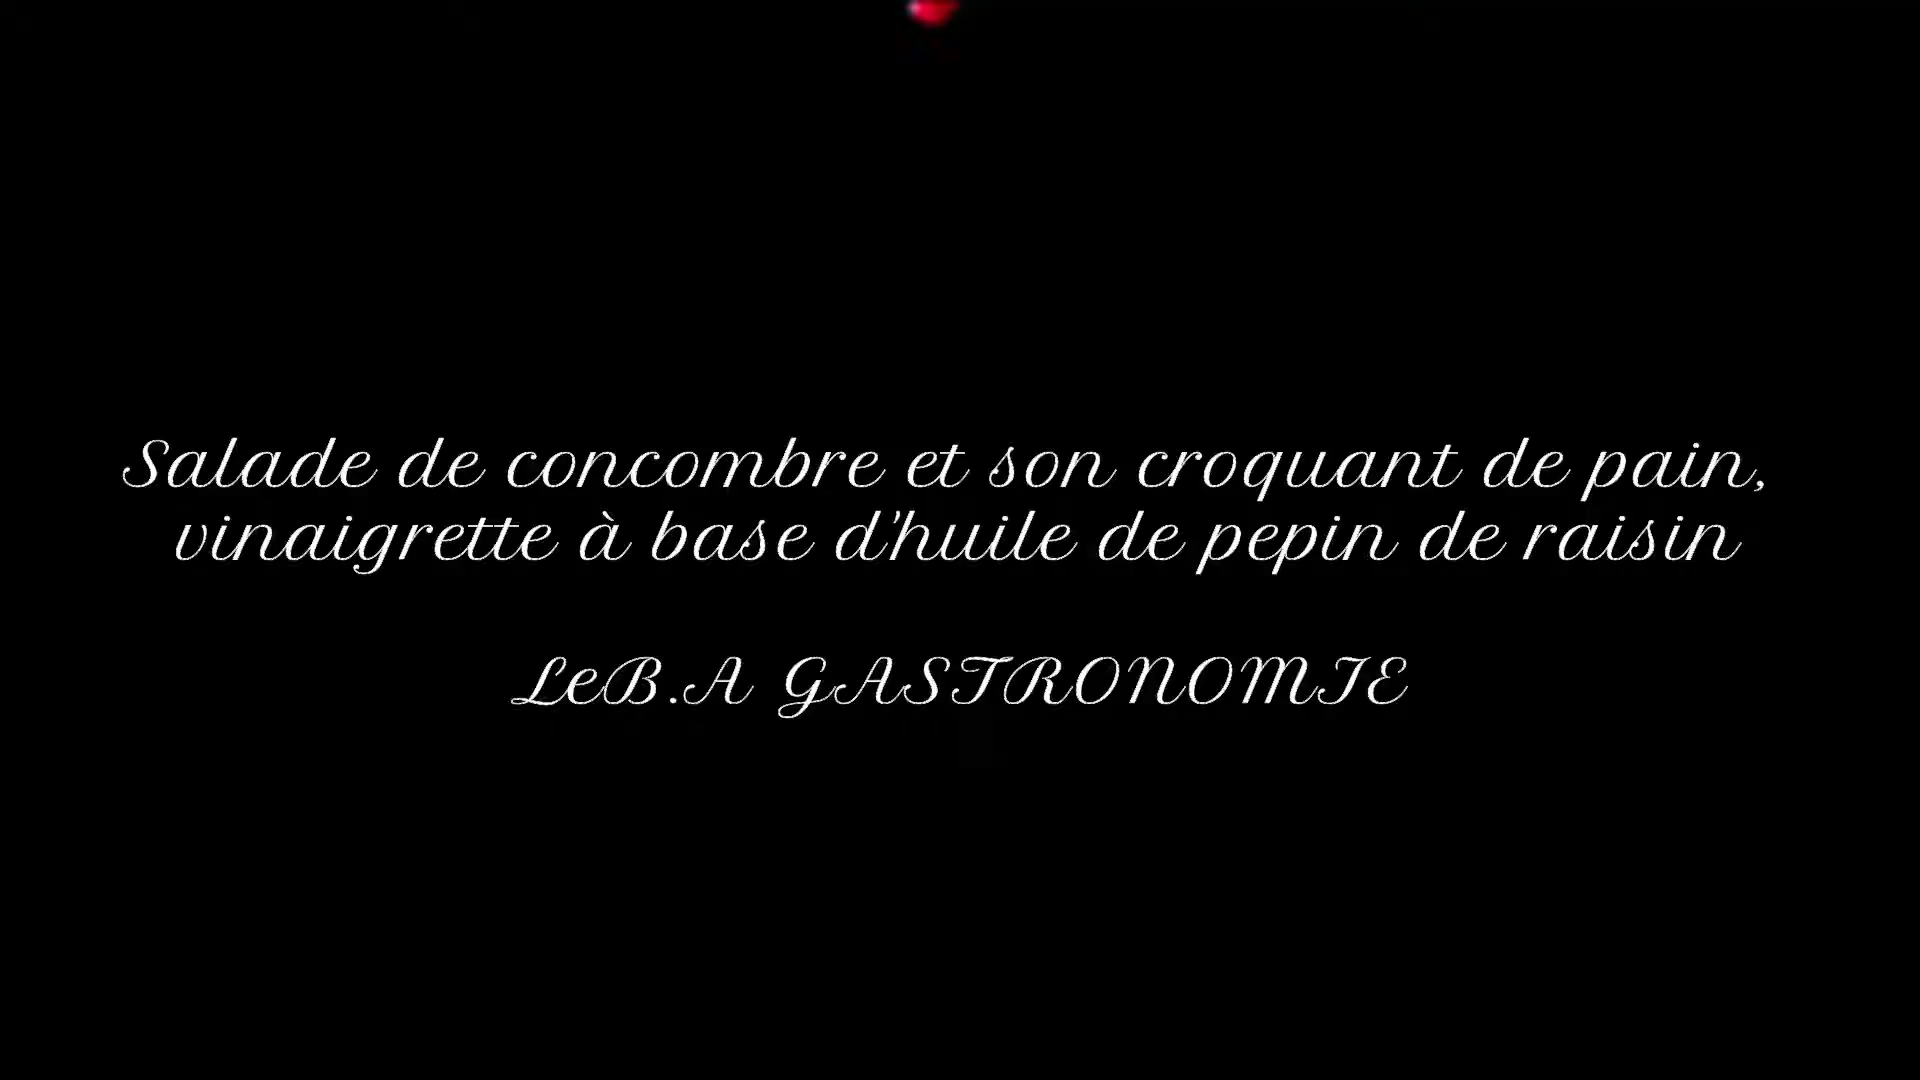 Salade de concombre et son croquant de pain,
vinaigrette à base d'huile de pepin de raisin
LeB.A GASTRONOMIE